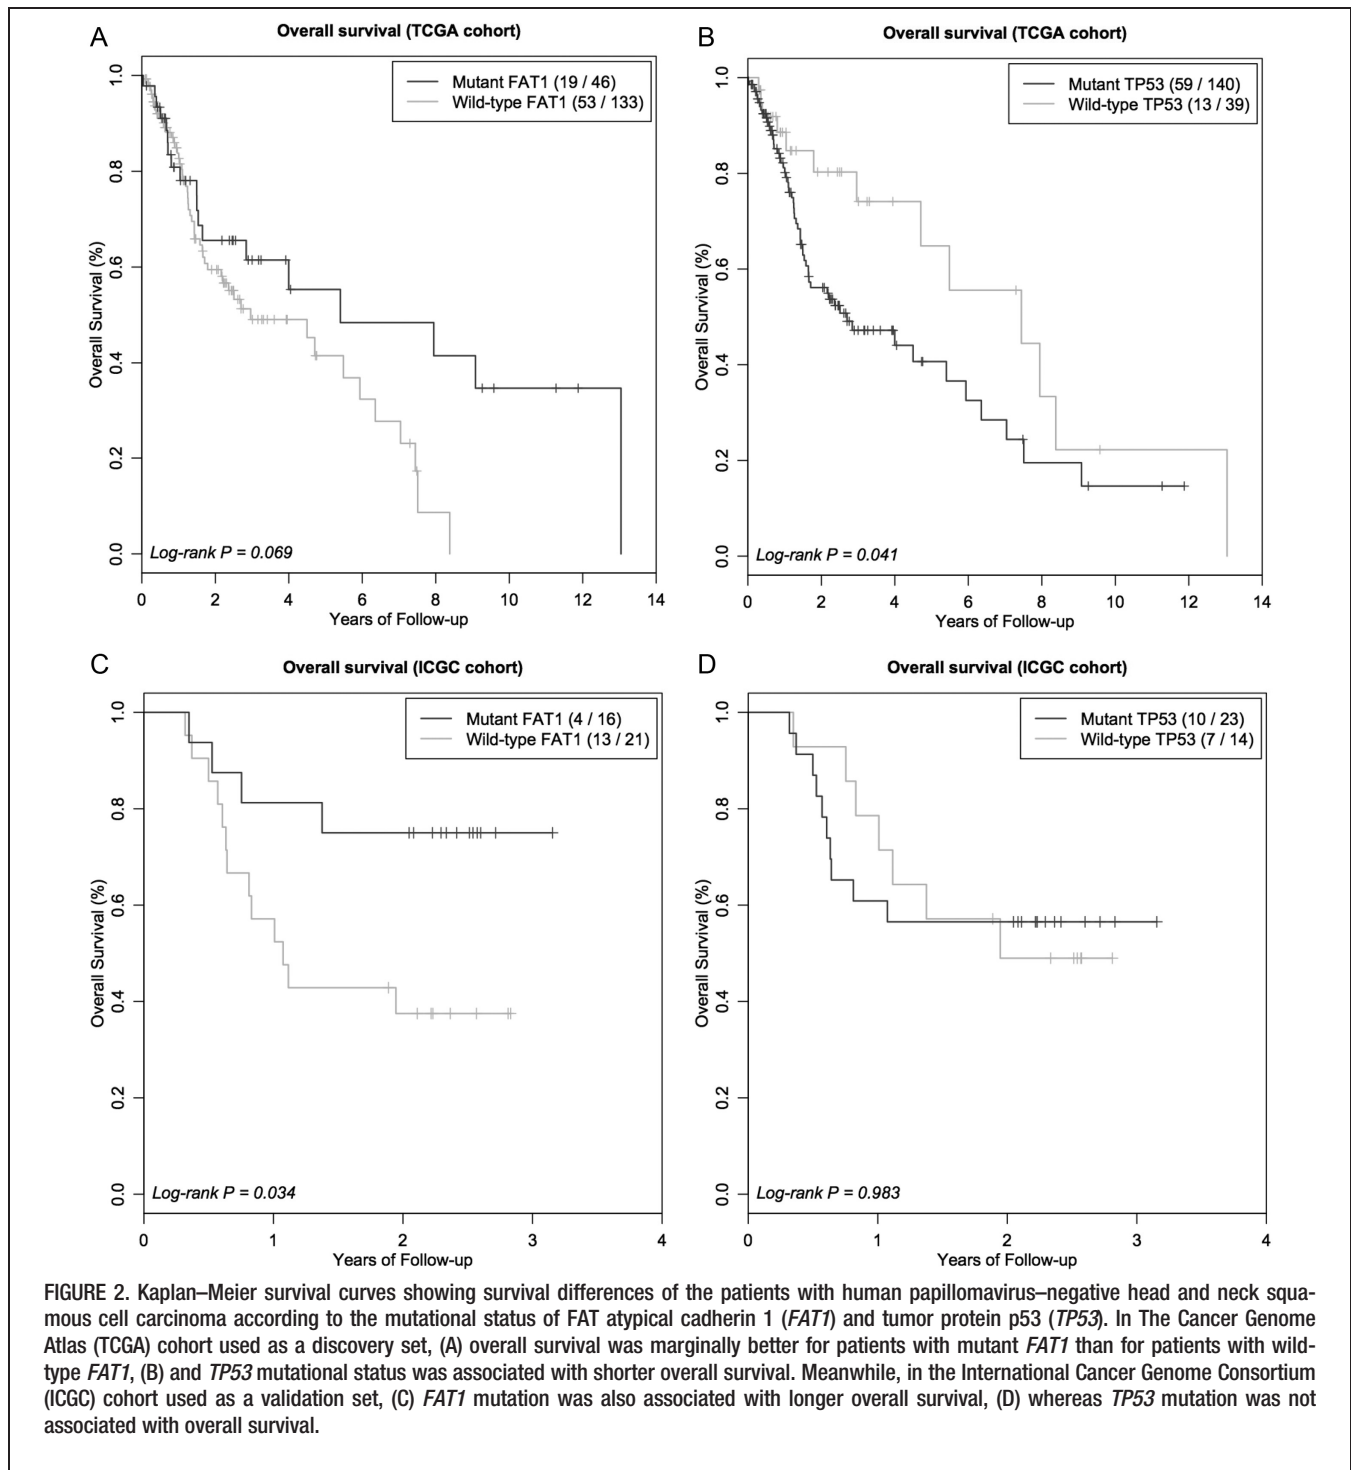 A
Overall survival (TCGA cohort)
Mutant FAT1 (19 / 46)
Wild-type FAT1 (53 / 133)
Overall Survival (%)
1.0
0.8
0.6
0.4
0.2
0.0
Log-rank P = 0.069
0 2 4 6 8 10 12 14
Years of Follow-up
B
Overall survival (TCGA cohort)
Mutant TP53 (59 / 140)
Wild-type TP53 (13 / 39)
Overall Survival (%)
1.0
0.8
0.6
0.4
0.2
0.0
Log-rank P = 0.041
0 2 4 6 8 10 12 14
Years of Follow-up
C
Overall survival (ICGC cohort)
Mutant FAT1 (4 / 16)
Wild-type FAT1 (13 / 21)
Overall Survival (%)
1.0
0.8
0.6
0.4
0.2
0.0
Log-rank P = 0.034
0 1 2 3 4
Years of Follow-up
D
Overall survival (ICGC cohort)
Mutant TP53 (10 / 23)
Wild-type TP53 (7 / 14)
Overall Survival (%)
1.0
0.8
0.6
0.4
0.2
0.0
Log-rank P = 0.983
0 1 2 3 4
Years of Follow-up
FIGURE 2. Kaplan–Meier survival curves showing survival differences of the patients with human papillomavirus–negative head and neck squa-
mous cell carcinoma according to the mutational status of FAT atypical cadherin 1 (FAT1) and tumor protein p53 (TP53). In The Cancer Genome
Atlas (TCGA) cohort used as a discovery set, (A) overall survival was marginally better for patients with mutant FAT1 than for patients with wild-
type FAT1, (B) and TP53 mutational status was associated with shorter overall survival. Meanwhile, in the International Cancer Genome Consortium
(ICGC) cohort used as a validation set, (C) FAT1 mutation was also associated with longer overall survival, (D) whereas TP53 mutation was not
associated with overall survival.